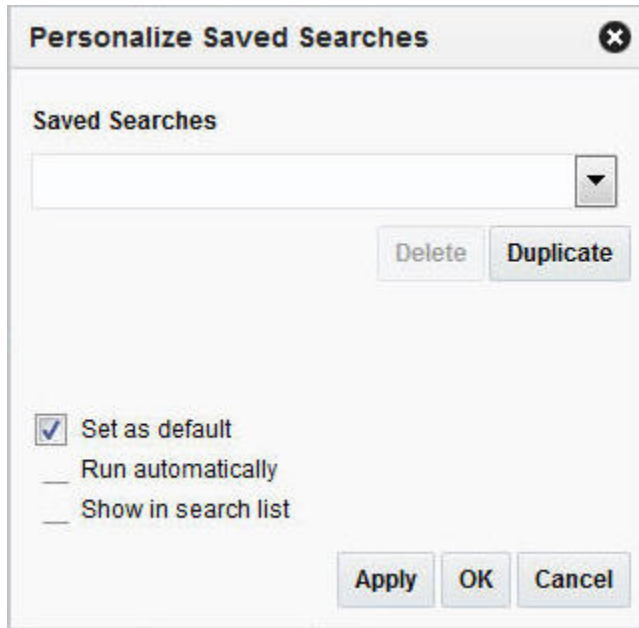 Personalize Saved Searches
Saved Searches
Delete Duplicate
Set as default
Run automatically
Show in search list
Apply OK Cancel